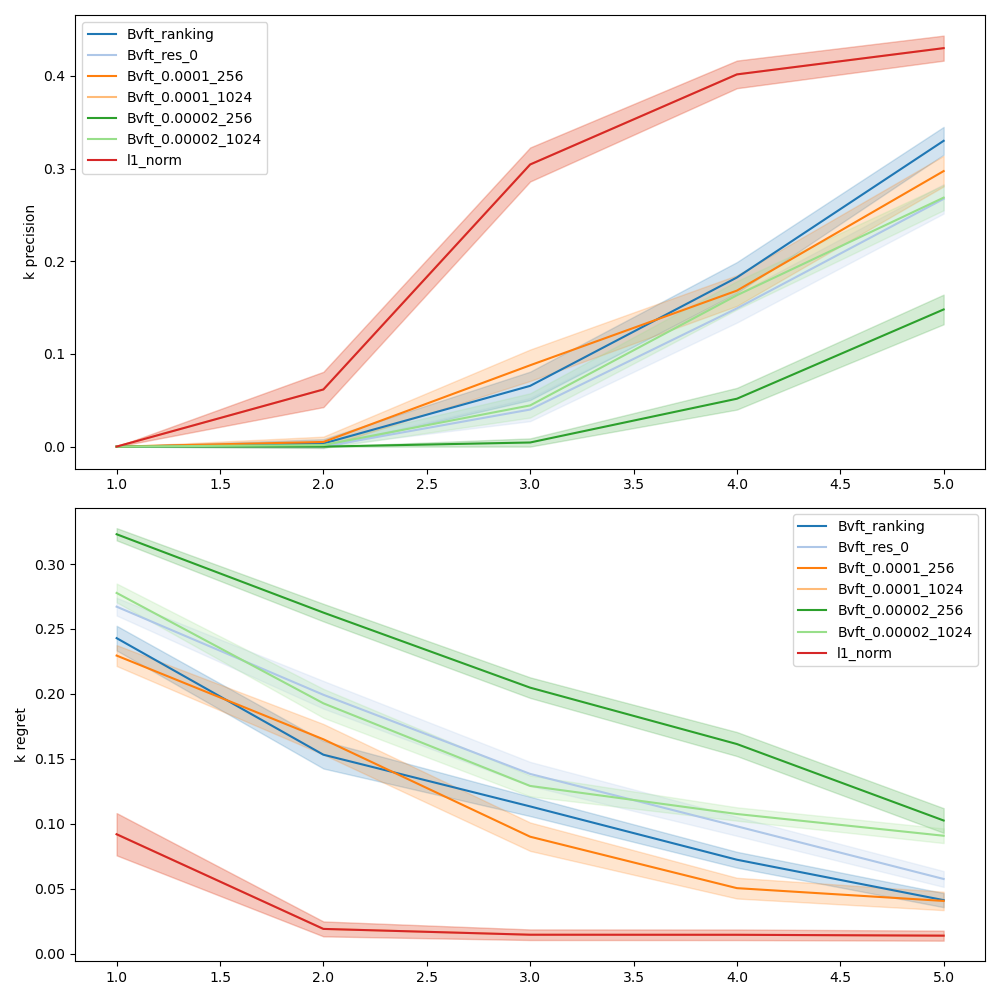 Bvft_ranking
Bvft_res_0
Bvft_0.0001_256
Bvft_0.0001_1024
Bvft_0.00002_256
Bvft_0.00002_1024
l1_norm
k precision
0.4
0.3
0.2
0.1
0.0
1.0 1.5 2.0 2.5 3.0 3.5 4.0 4.5 5.0
Bvft_ranking
Bvft_res_0
Bvft_0.0001_256
Bvft_0.0001_1024
Bvft_0.00002_256
Bvft_0.00002_1024
l1_norm
k regret
0.30
0.25
0.20
0.15
0.10
0.05
0.00
1.0 1.5 2.0 2.5 3.0 3.5 4.0 4.5 5.0